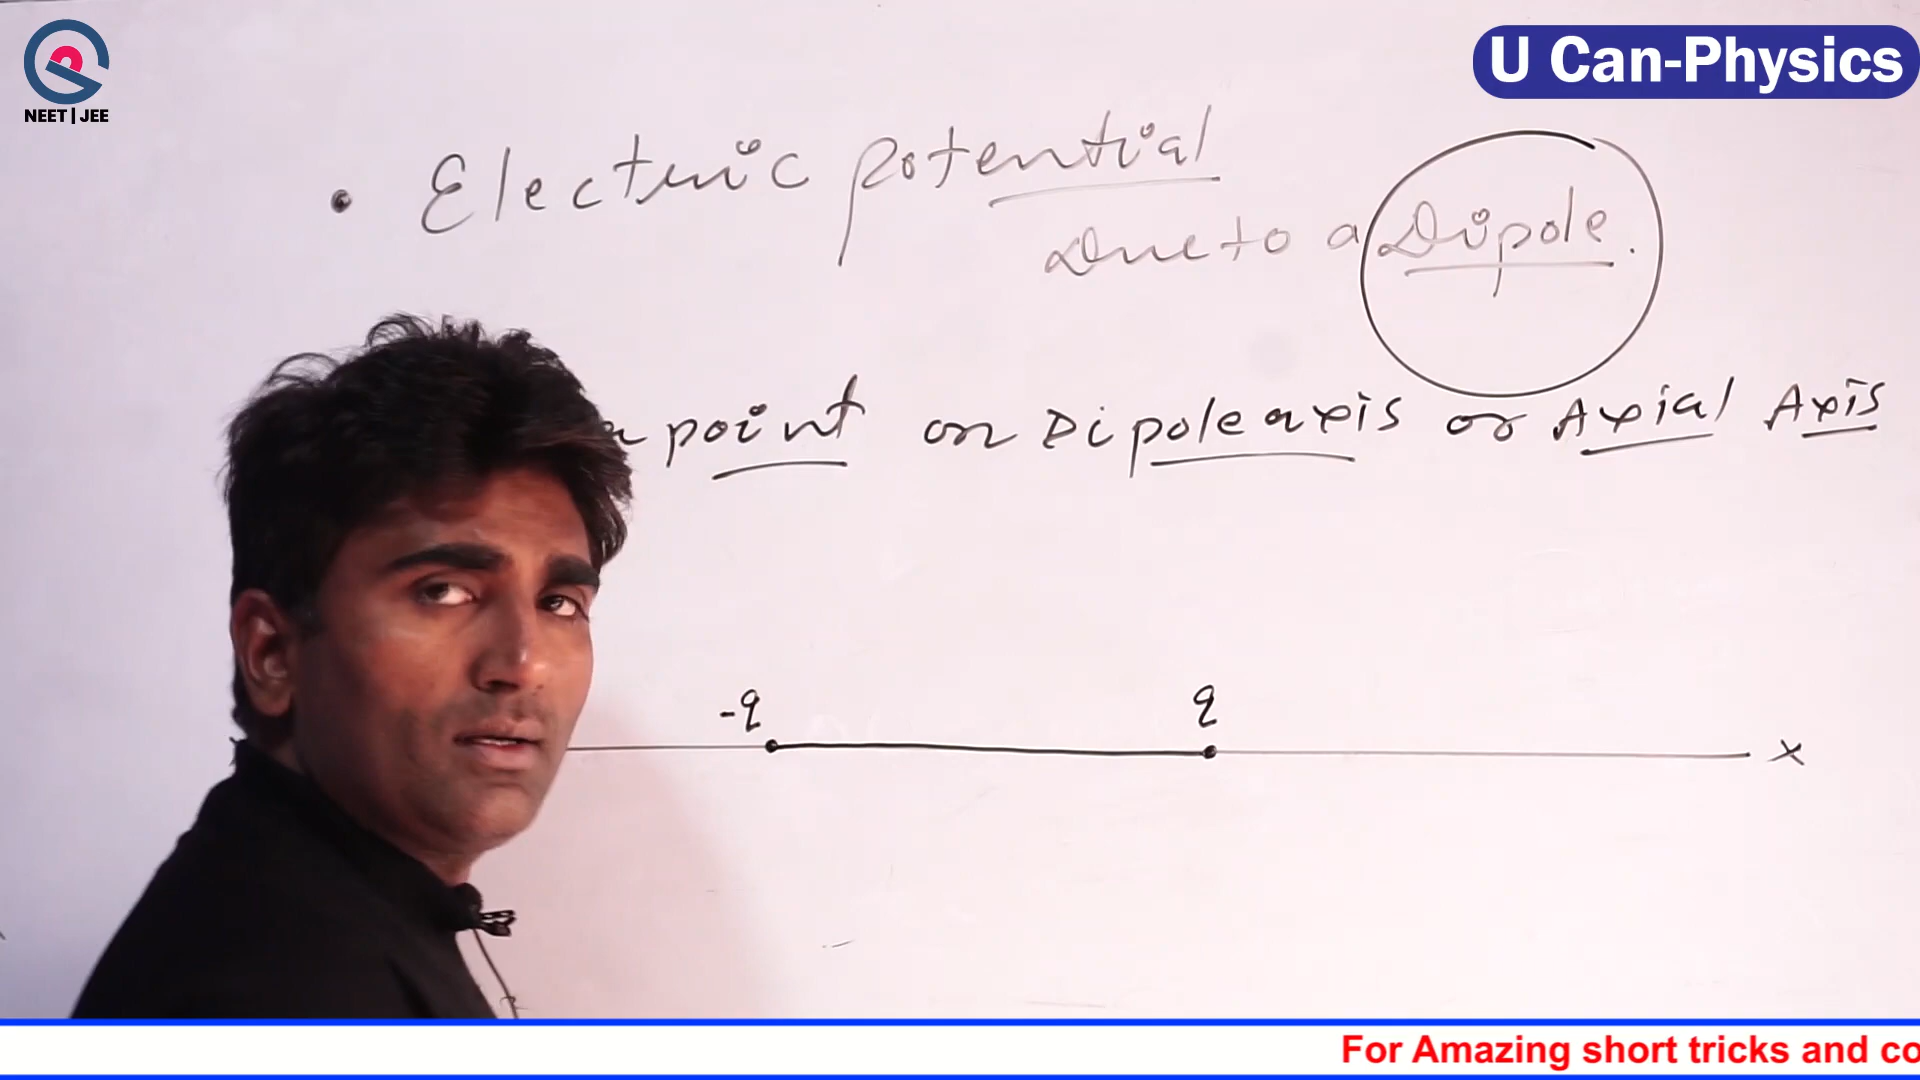 NEET|JEE
U Can-Physics
• Electric potential
Due to a Dipole.
a point on Dipole axis or Axial Axis
-q
q
x
For Amazing short tricks and co